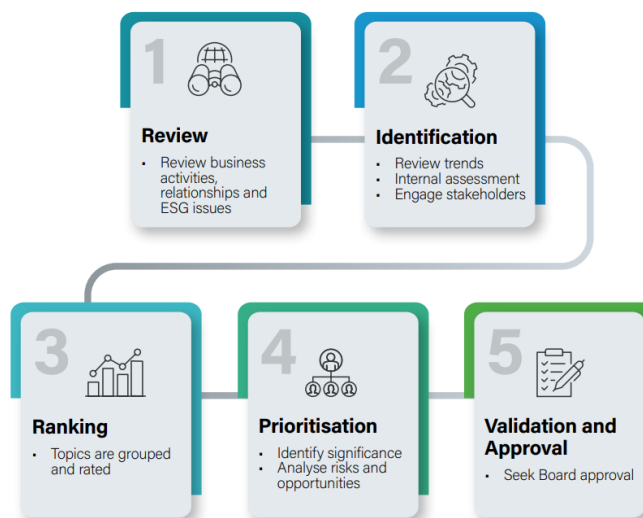 1
Review
▪ Review business
activities,
relationships and
ESG issues
2
Identification
▪ Review trends
▪ Internal assessment
▪ Engage stakeholders
3
Ranking
▪ Topics are grouped
and rated
4
Prioritisation
▪ Identify significance
▪ Analyse risks and
opportunities
5
Validation and
Approval
▪ Seek Board approval